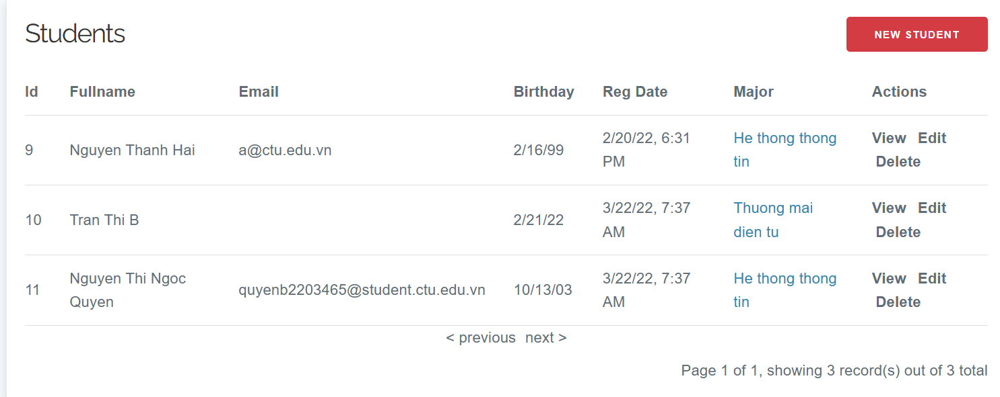 Students
NEW STUDENT
Id Fullname Email Birthday Reg Date Major Actions
9 Nguyen Thanh Hai a@ctu.edu.vn 2/16/99 2/20/22, 6:31 PM He thong thong tin View Edit Delete
10 Tran Thi B 2/21/22 3/22/22, 7:37 AM Thuong mai dien tu View Edit Delete
11 Nguyen Thi Ngoc Quyen quyenb2203465@student.ctu.edu.vn 10/13/03 3/22/22, 7:37 AM He thong thong tin View Edit Delete
< previous next >
Page 1 of 1, showing 3 record(s) out of 3 total